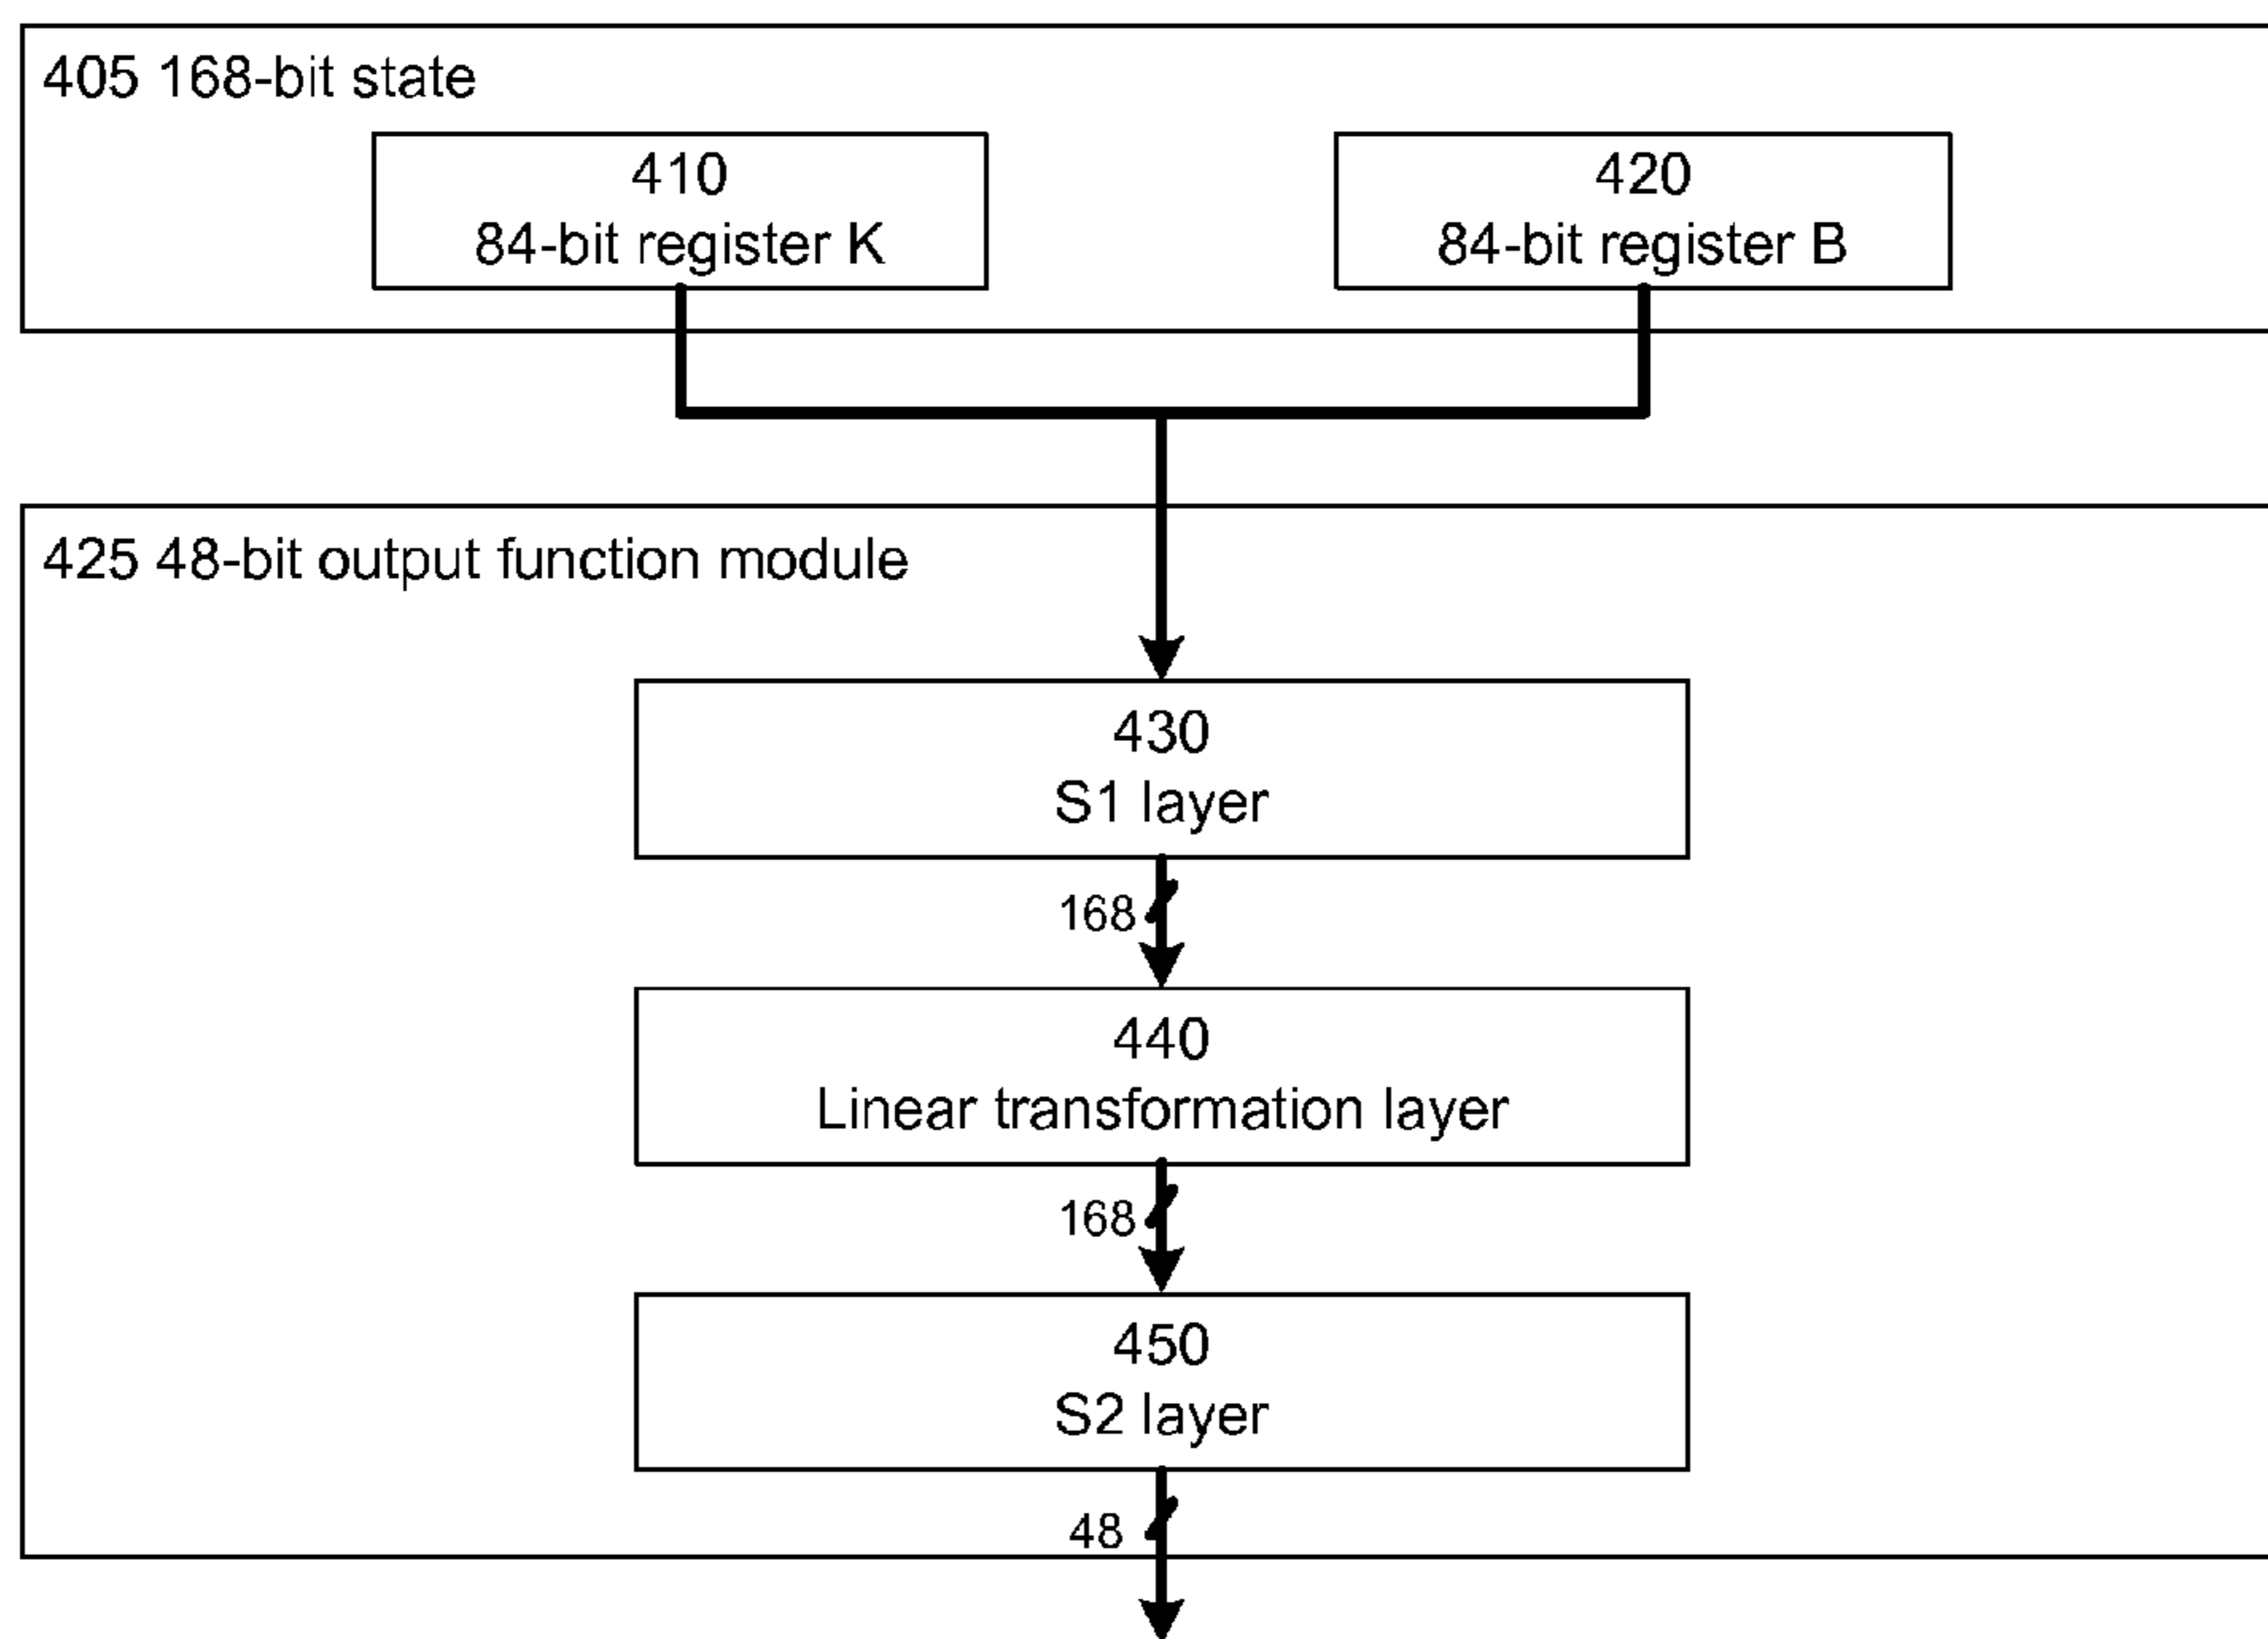 405 168-bit state
410
84-bit register K
420
84-bit register B
425 48-bit output function module
430
S1 layer
168
440
Linear transformation layer
168
450
S2 layer
48